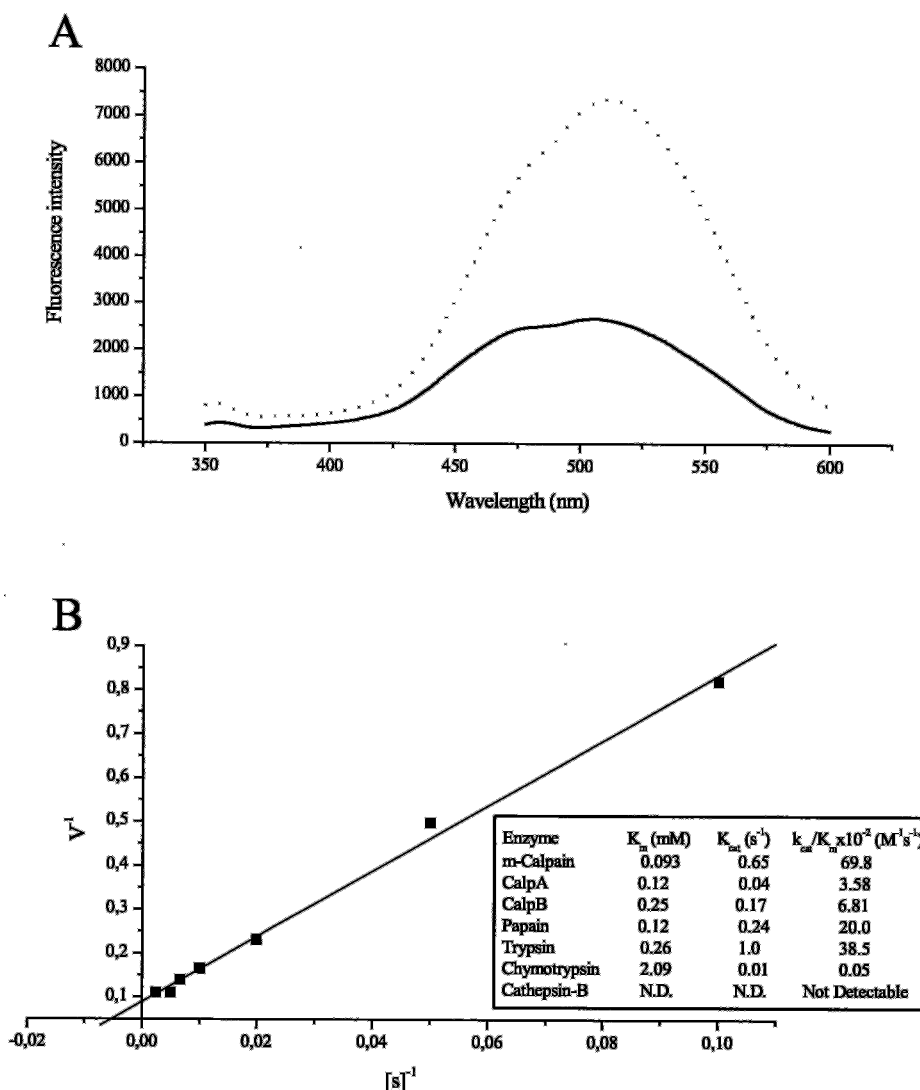 A
8000
7000
6000
5000
4000
3000
2000
1000
0
Fluorescence intensity
350 400 450 500 550 600
Wavelength (nm)
B
0,9
0,8
0,7
0,6
0,5
0,4
0,3
0,2
0,1
V⁻¹
Enzyme Kₘ (mM) K_cat (s⁻¹) k_cat/Kₘx10⁻² (M⁻¹s⁻¹)
m-Calpain 0.093 0.65 69.8
CalpA 0.12 0.04 3.58
CalpB 0.25 0.17 6.81
Papain 0.12 0.24 20.0
Trypsin 0.26 1.0 38.5
Chymotrypsin 2.09 0.01 0.05
Cathepsin-B N.D. N.D. Not Detectable
-0,02 0,00 0,02 0,04 0,06 0,08 0,10
[s]⁻¹